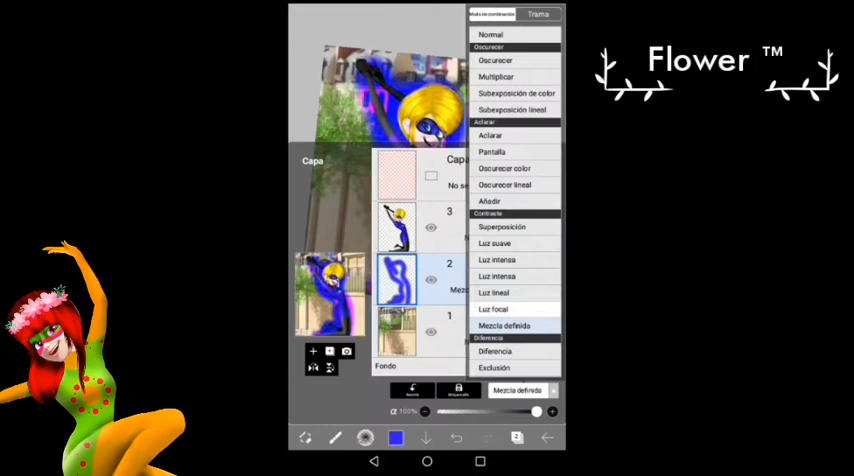 Modo de combinación Trama
Normal
Oscurecer
Oscurecer
Multiplicar
Subexposición de color
Subexposición lineal
Aclarar
Aclarar
Pantalla
Oscurecer color
Oscurecer lineal
Añadir
Contraste
Superposición
Luz suave
Luz intensa
Luz intensa
Luz lineal
Luz focal
Mezcla definida
Diferencia
Diferencia
Exclusión
Flower ™
Capa
Capa
No se
3
N
2
Mezc
1
N
Fondo
Mezcla definida
α 100%
2